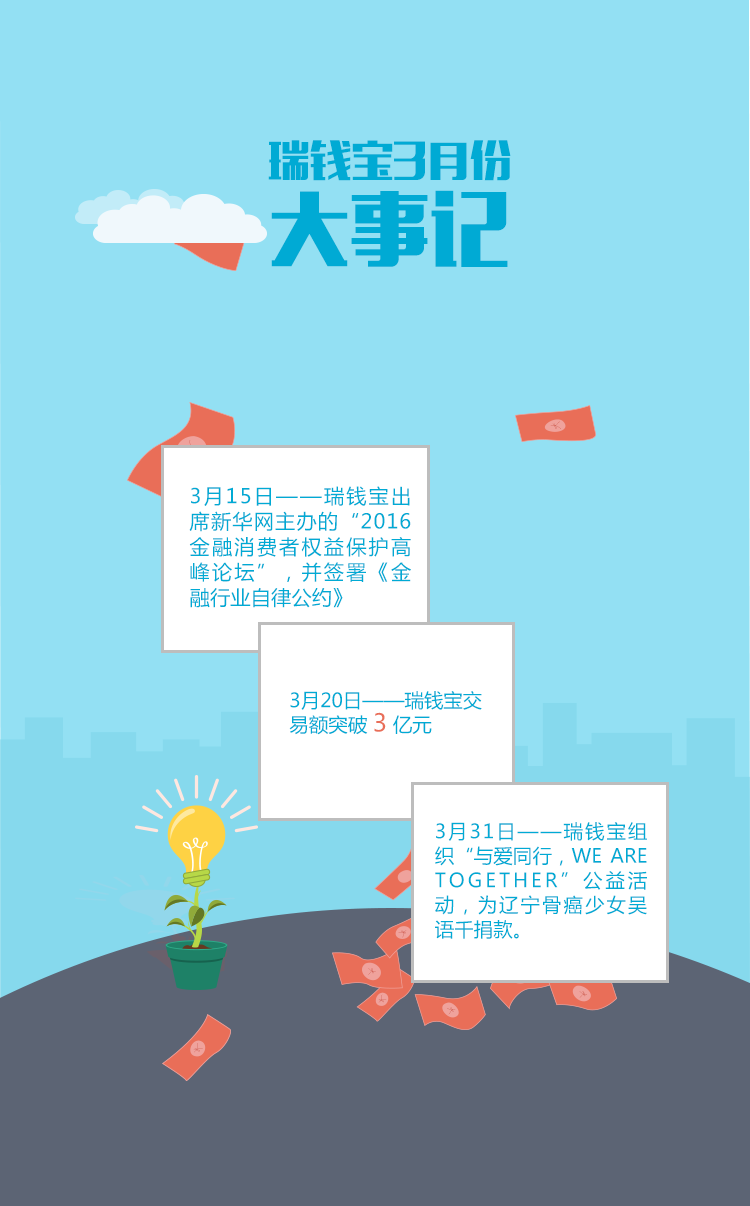 瑞钱宝3月份
大事记
3月15日——瑞钱宝出
席新华网主办的“2016
金融消费者权益保护高
峰论坛”，并签署《金
融行业自律公约》
3月20日——瑞钱宝交
易额突破 3 亿元
3月31日——瑞钱宝组
织“与爱同行，WE ARE
TOGETHER”公益活
动，为辽宁骨癌少女吴
语千捐款。